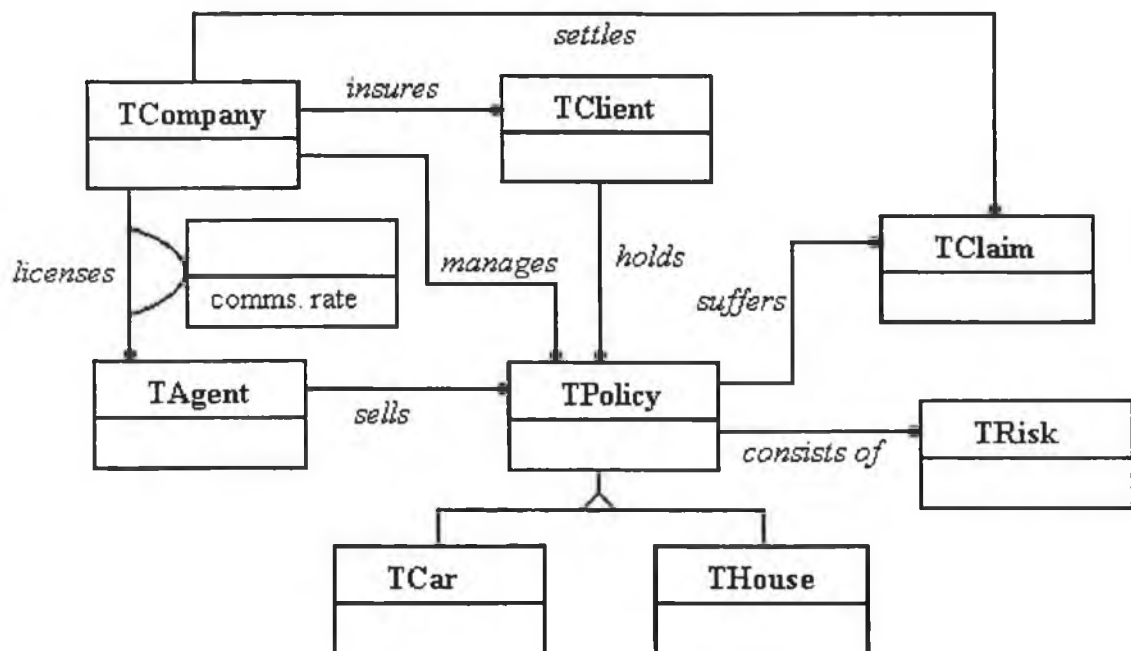 settles
TCompany
insures
TClient
licenses
comms. rate
manages
holds
suffers
TClaim
TAgent
sells
TPolicy
consists of
TRisk
TCar
THouse